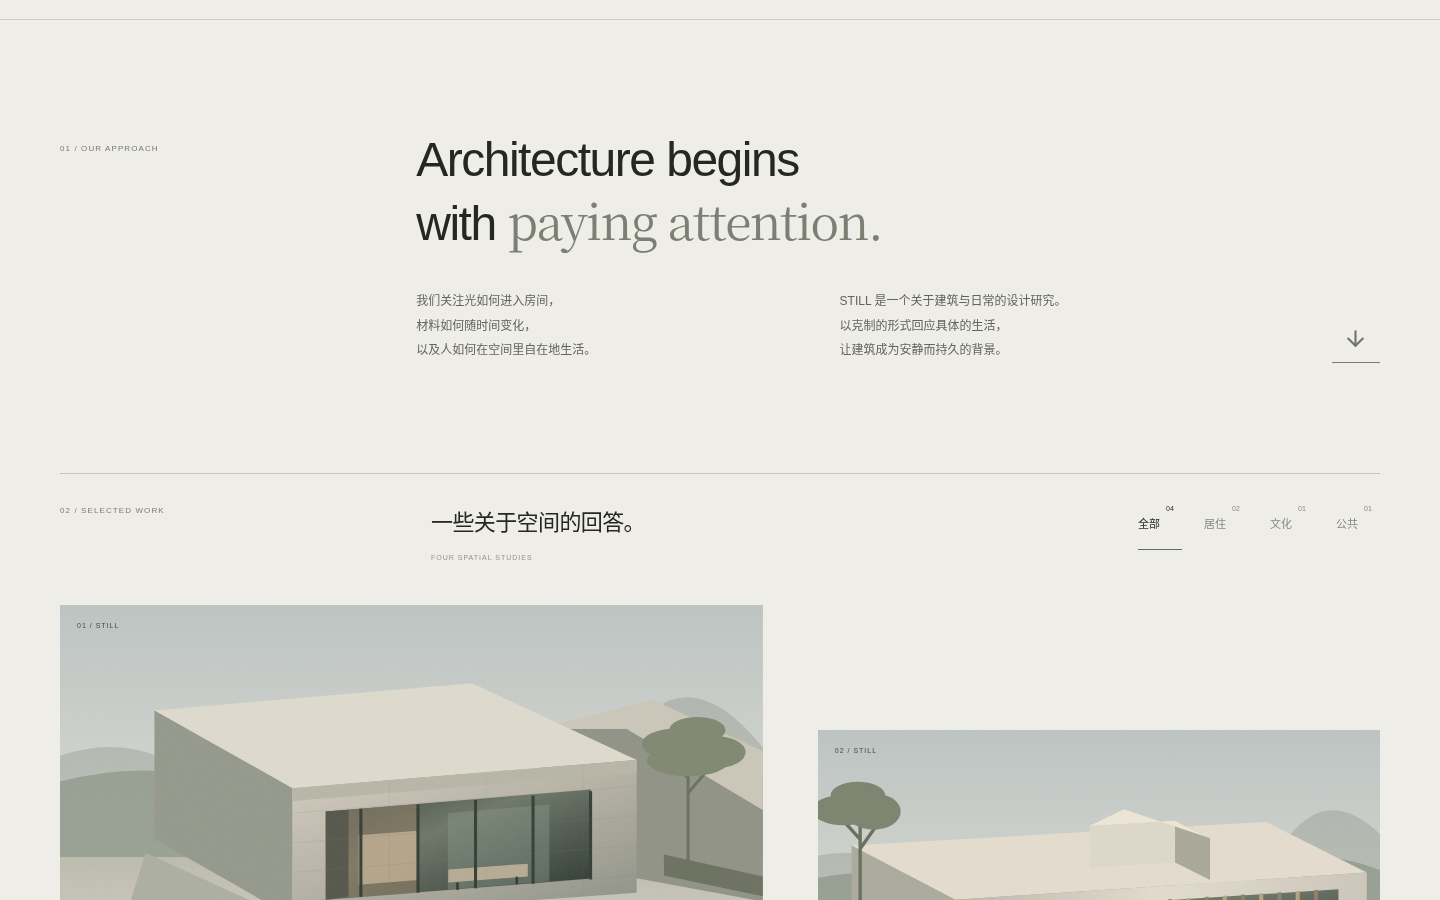 01 / OUR APPROACH
Architecture begins
with paying attention.
我们关注光如何进入房间，
材料如何随时间变化，
以及人如何在空间里自在地生活。
STILL 是一个关于建筑与日常的设计研究。
以克制的形式回应具体的生活，
让建筑成为安静而持久的背景。
02 / SELECTED WORK
一些关于空间的回答。
FOUR SPATIAL STUDIES
全部 04
居住 02
文化 01
公共 01
01 / STILL
02 / STILL